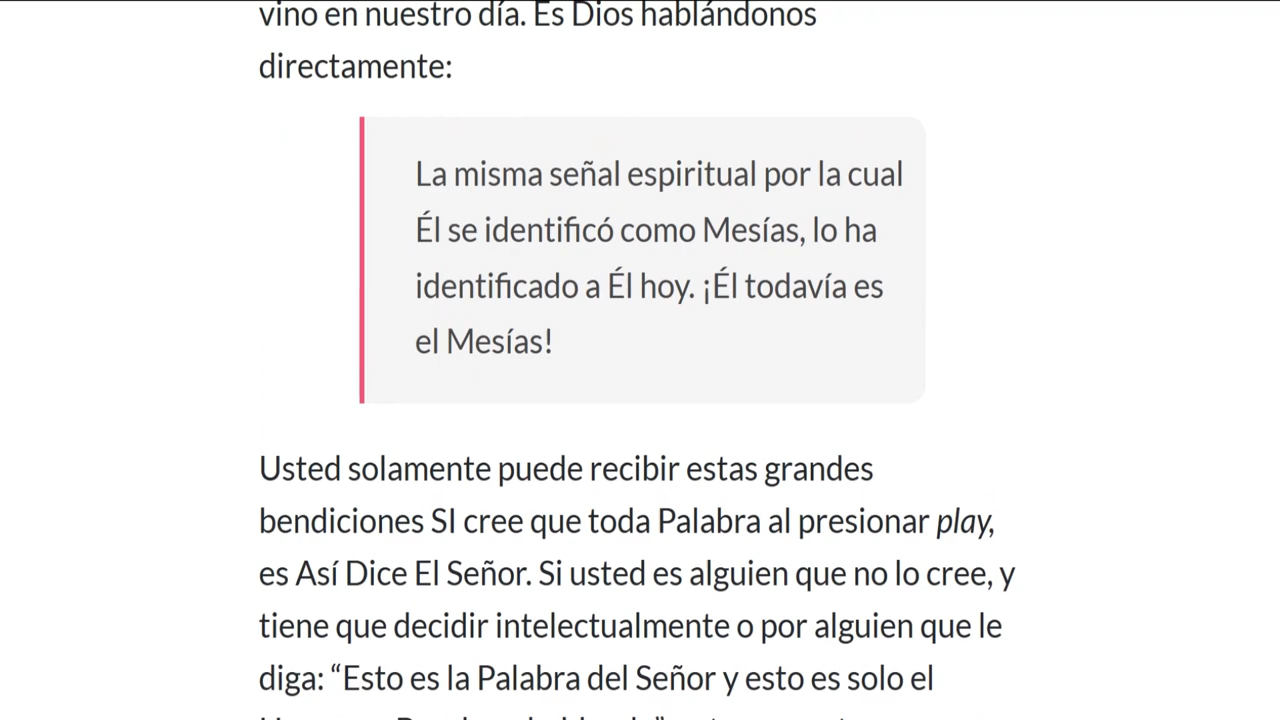 vino en nuestro día. Es Dios hablándonos
directamente:
La misma señal espiritual por la cual
Él se identificó como Mesías, lo ha
identificado a Él hoy. ¡Él todavía es
el Mesías!
Usted solamente puede recibir estas grandes
bendiciones SI cree que toda Palabra al presionar play,
es Así Dice El Señor. Si usted es alguien que no lo cree, y
tiene que decidir intelectualmente o por alguien que le
diga: “Esto es la Palabra del Señor y esto es solo el